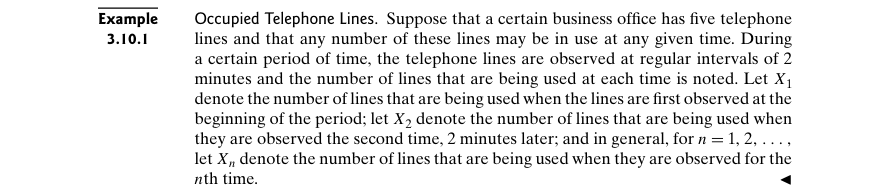 Example Occupied Telephone Lines. Suppose that a certain business office has five telephone
3.10.1 lines and that any number of these lines may be in use at any given time. During
a certain period of time, the telephone lines are observed at regular intervals of 2
minutes and the number of lines that are being used at each time is noted. Let X₁
denote the number of lines that are being used when the lines are first observed at the
beginning of the period; let X₂ denote the number of lines that are being used when
they are observed the second time, 2 minutes later; and in general, for n = 1, 2, . . . ,
let Xₙ denote the number of lines that are being used when they are observed for the
nth time. ◀